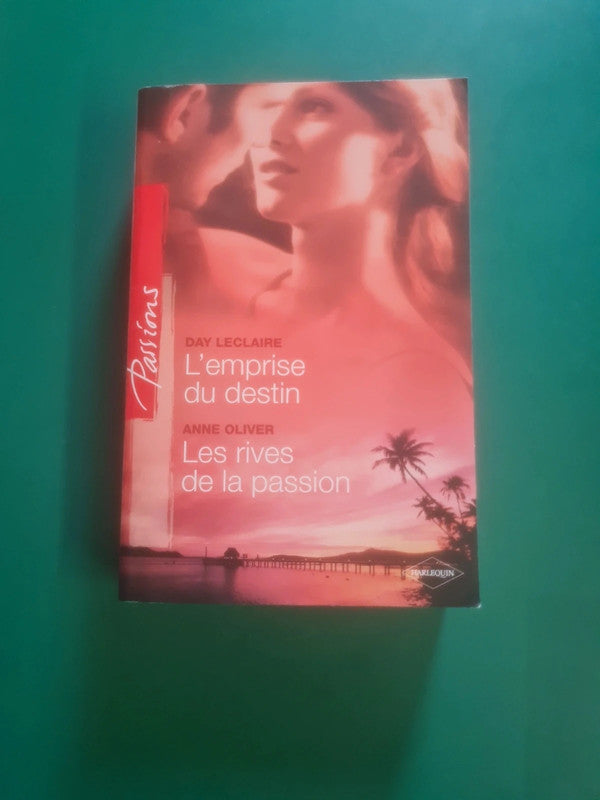 Passions
DAY LECLAIRE
L'emprise
du destin
ANNE OLIVER
Les rives
de la passion
HARLEQUIN